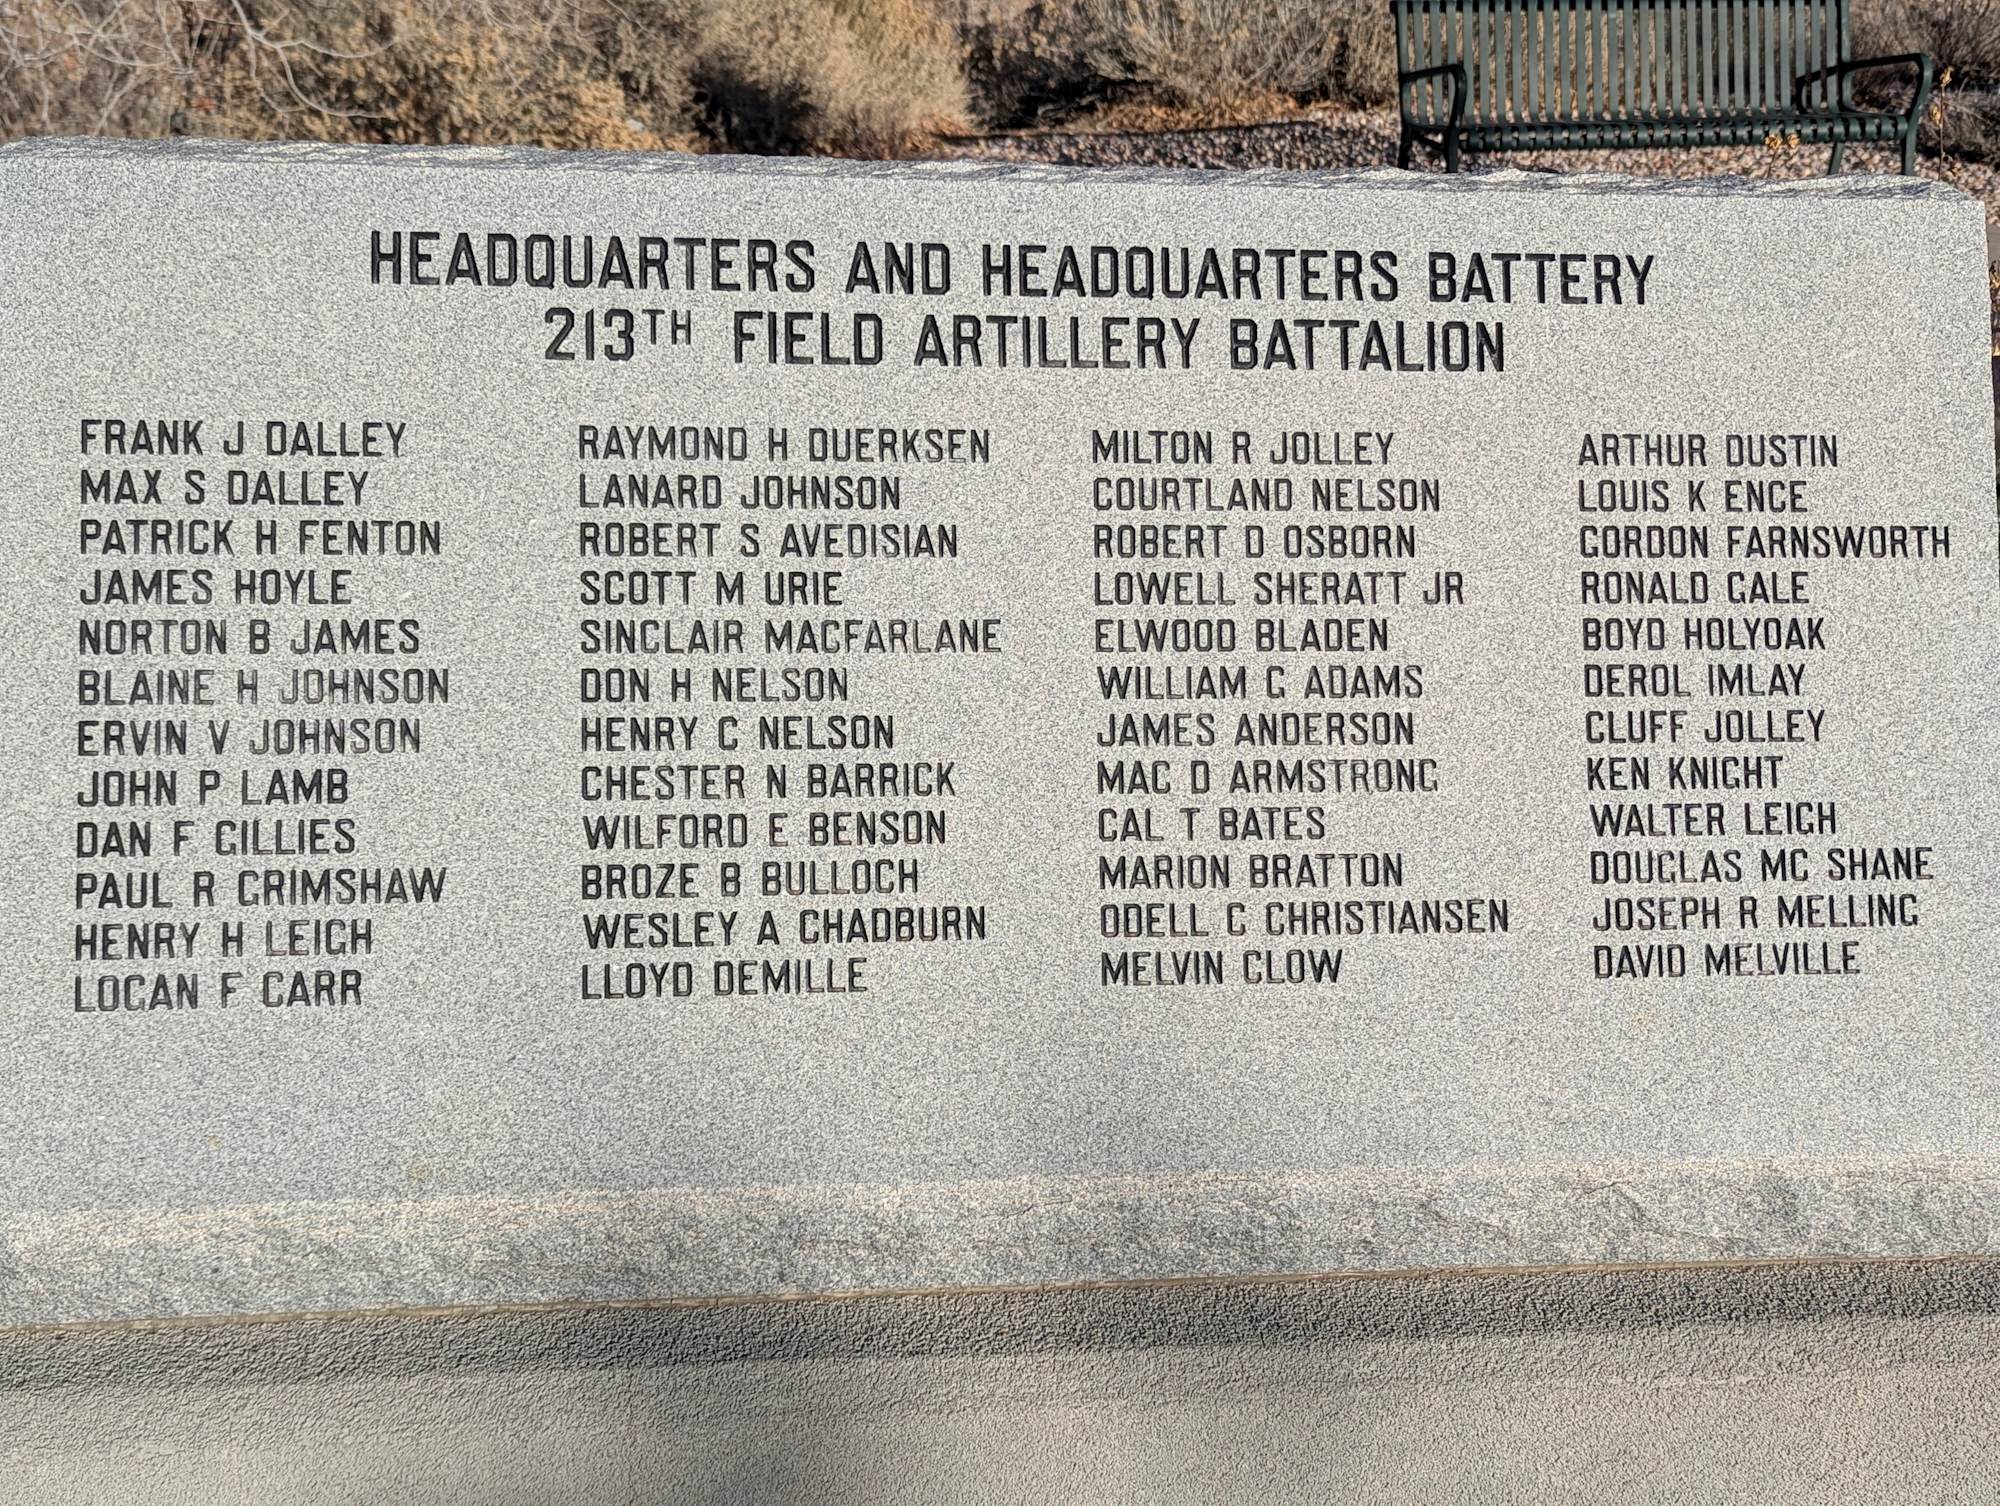 HEADQUARTERS AND HEADQUARTERS BATTERY
213TH FIELD ARTILLERY BATTALION
FRANK J DALLEY
MAX S DALLEY
PATRICK H FENTON
JAMES HOYLE
NORTON B JAMES
BLAINE H JOHNSON
ERVIN V JOHNSON
JOHN P LAMB
DAN F GILLIES
PAUL R GRIMSHAW
HENRY H LEIGH
LOGAN F CARR
RAYMOND H DUERKSEN
LANARD JOHNSON
ROBERT S AVEDISIAN
SCOTT M URIE
SINCLAIR MACFARLANE
DON H NELSON
HENRY C NELSON
CHESTER N BARRICK
WILFORD E BENSON
BROZE B BULLOCH
WESLEY A CHADBURN
LLOYD DEMILLE
MILTON R JOLLEY
COURTLAND NELSON
ROBERT D OSBORN
LOWELL SHERATT JR
ELWOOD BLADEN
WILLIAM G ADAMS
JAMES ANDERSON
MAC D ARMSTRONG
CAL T BATES
MARION BRATTON
ODELL C CHRISTIANSEN
MELVIN CLOW
ARTHUR DUSTIN
LOUIS K ENCE
GORDON FARNSWORTH
RONALD GALE
BOYD HOLYOAK
DEROL IMLAY
CLUFF JOLLEY
KEN KNIGHT
WALTER LEIGH
DOUGLAS MC SHANE
JOSEPH R MELLING
DAVID MELVILLE